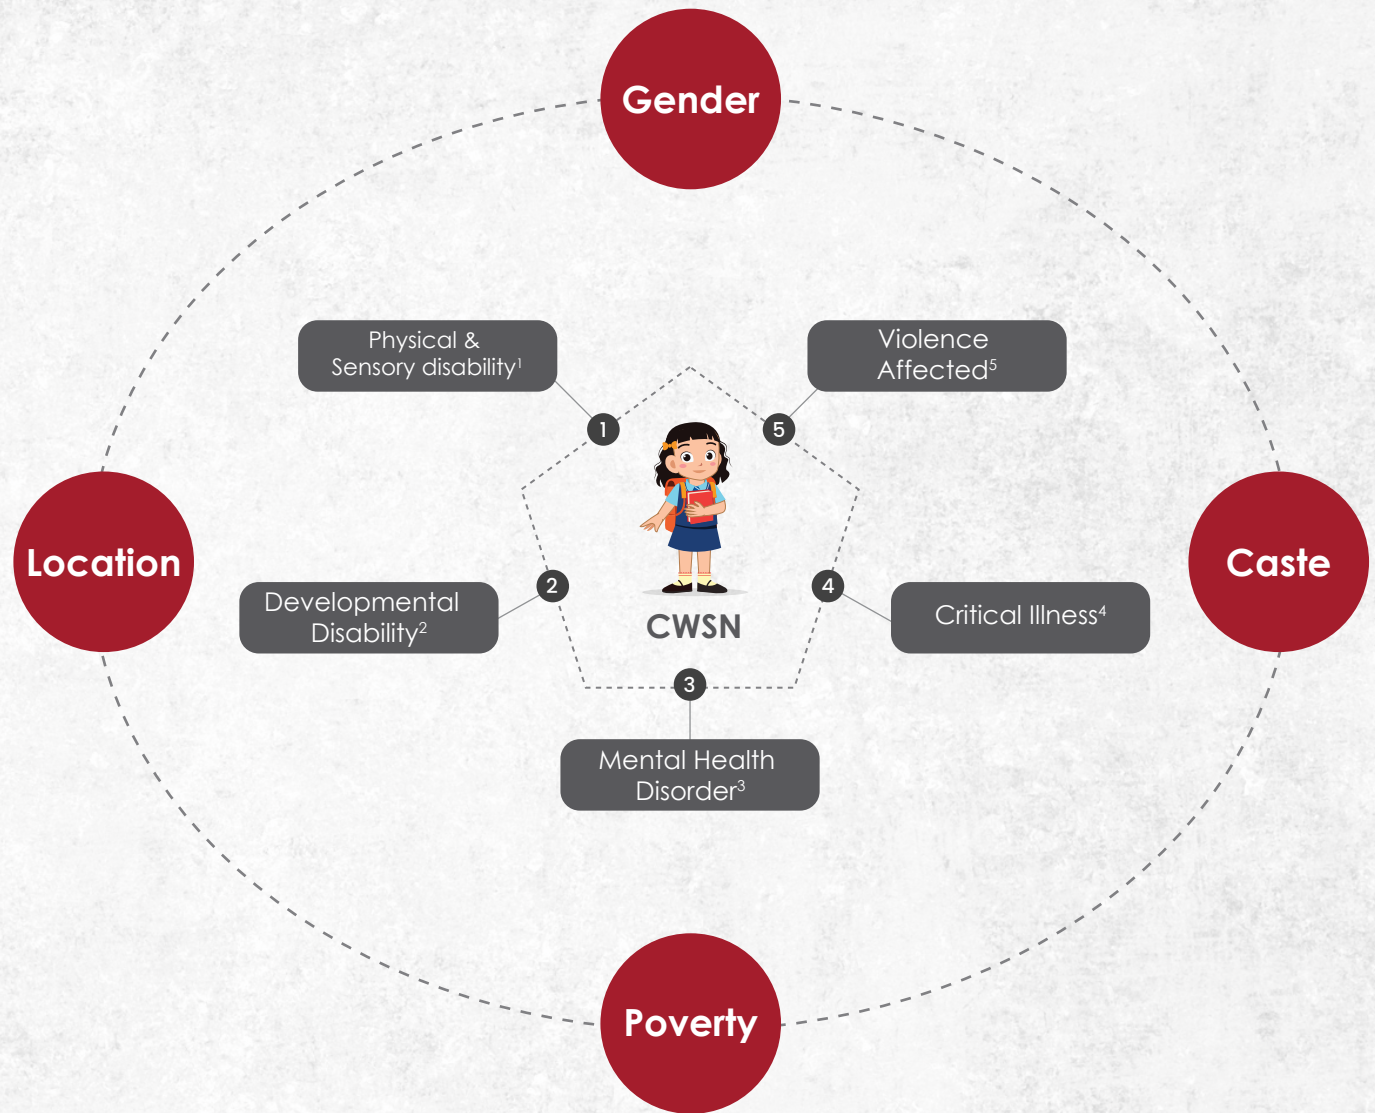 Gender
Physical &
Sensory disability¹
Violence
Affected⁵
1
5
Location
Caste
2
4
Developmental
Disability²
Critical Illness⁴
CWSN
3
Mental Health
Disorder³
Poverty